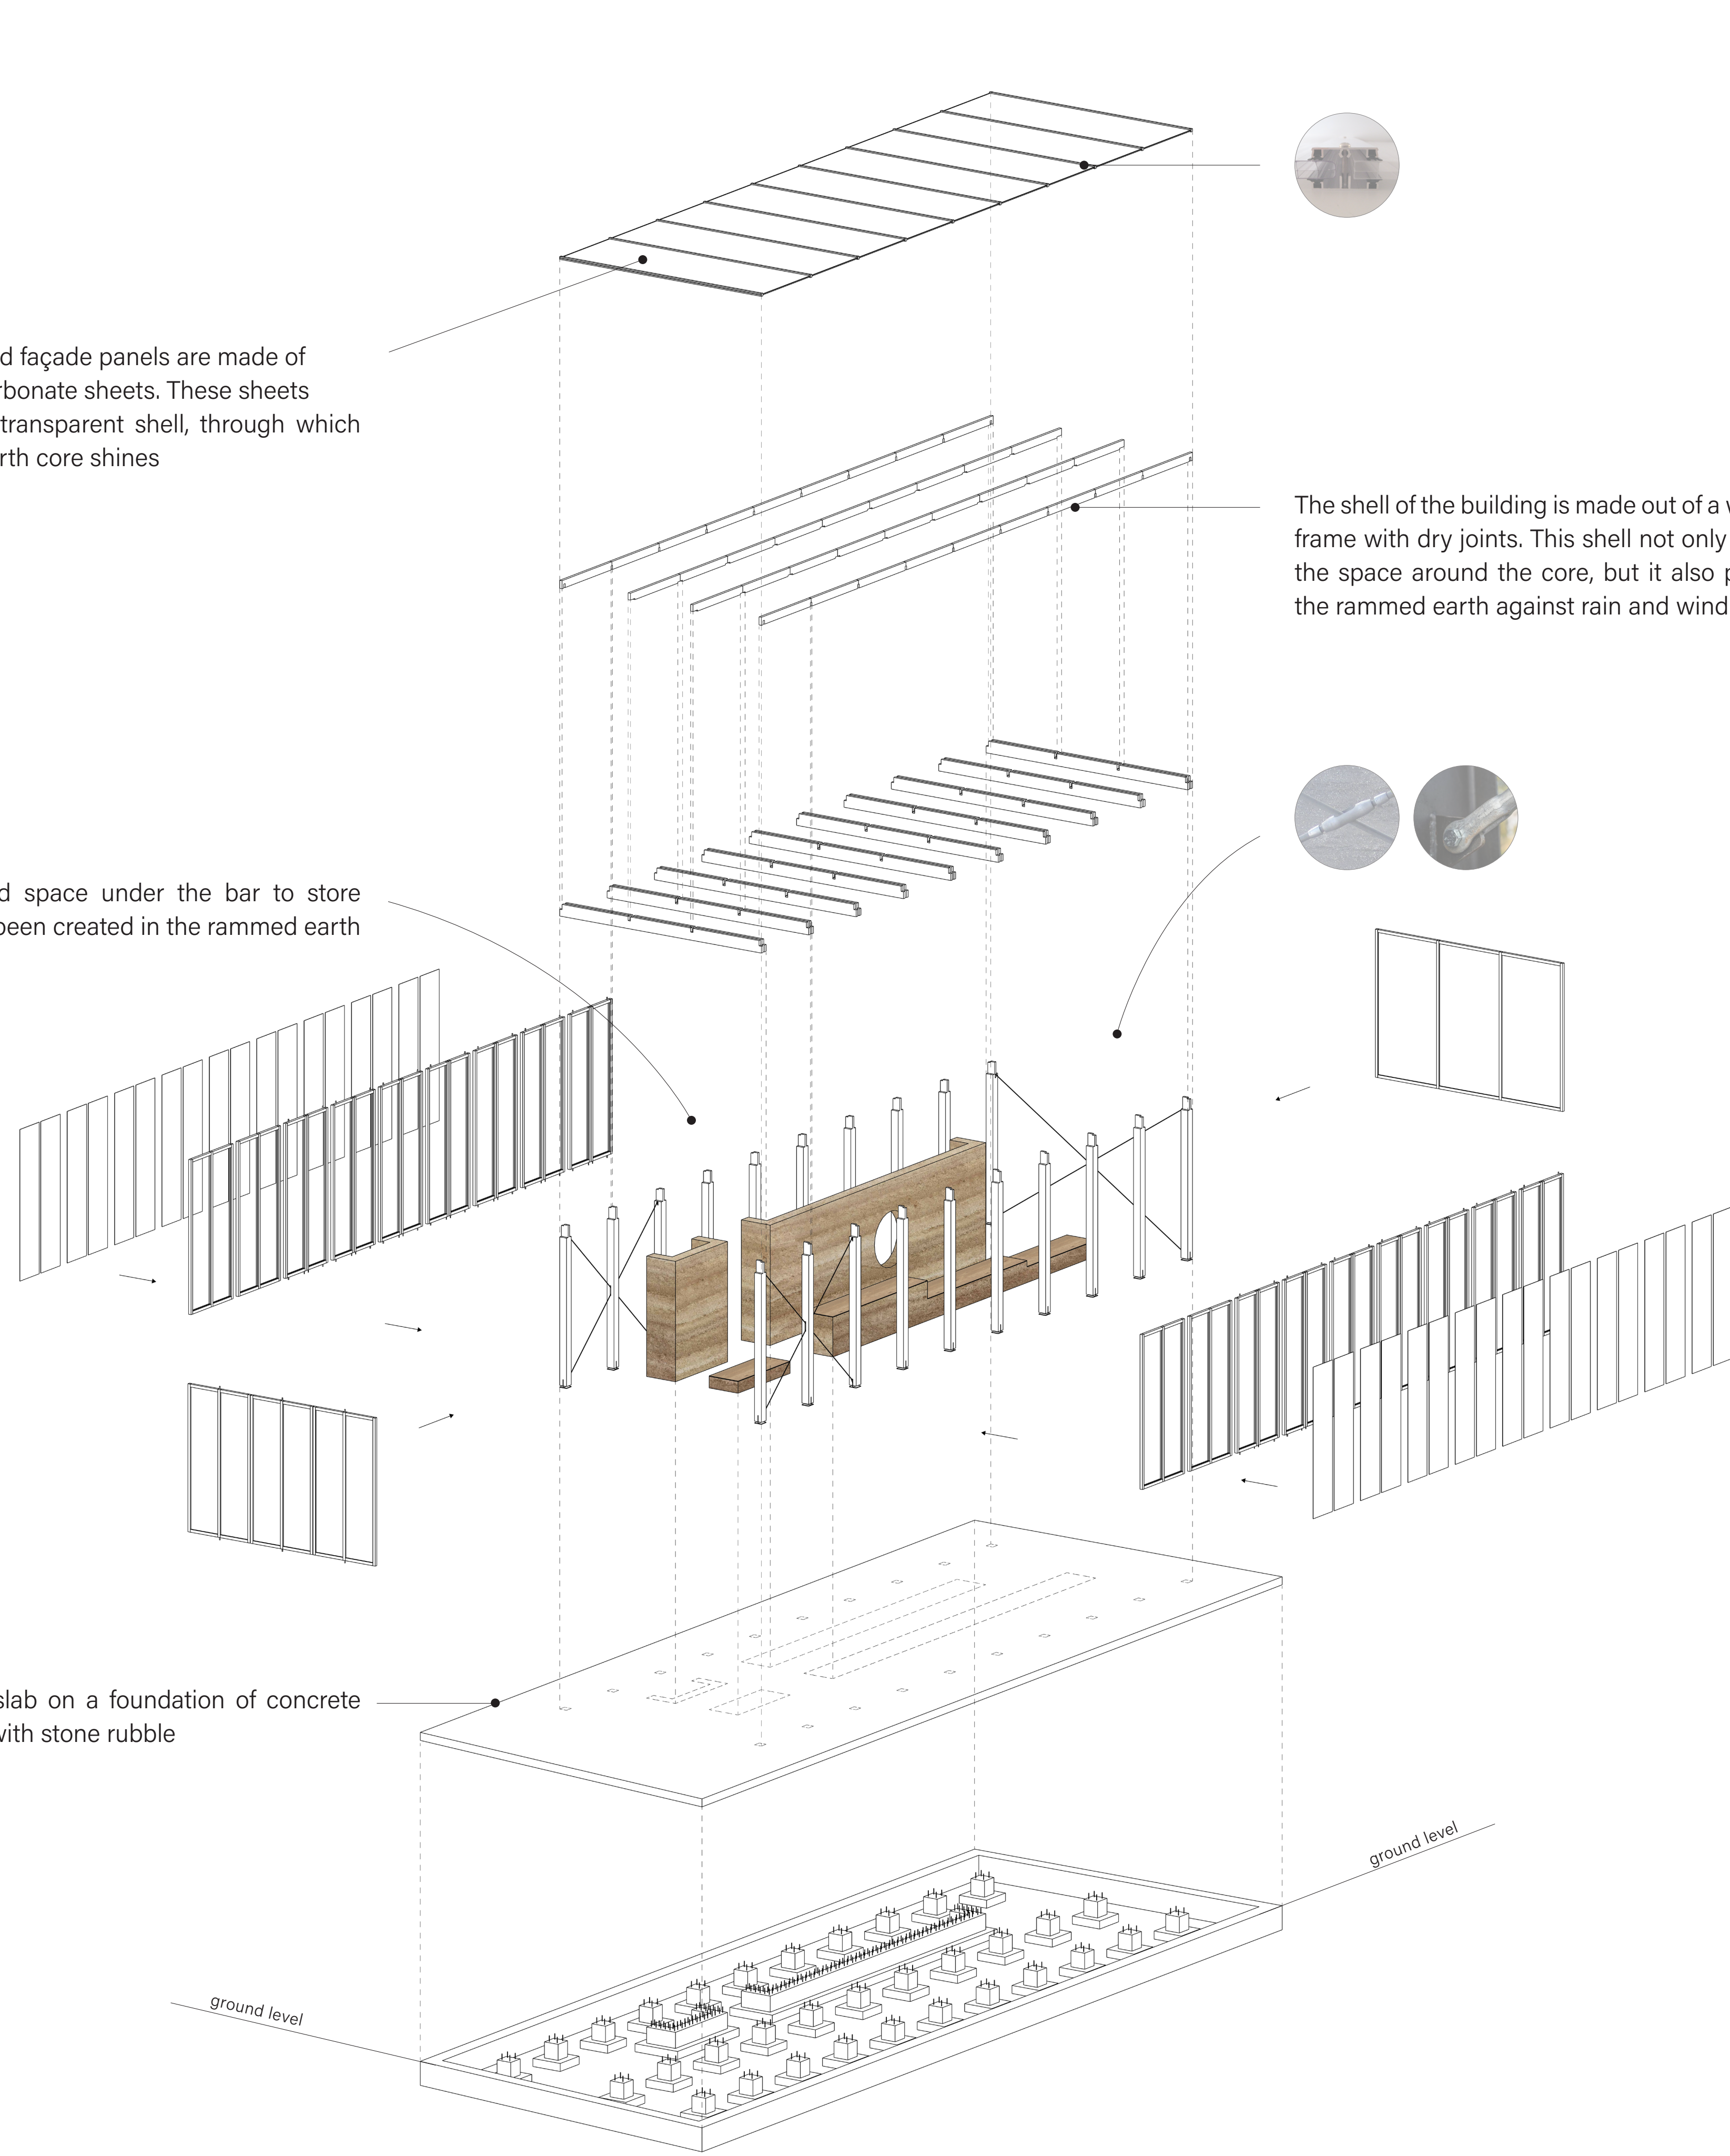 façade panels are made of
sheets. These sheets
transparent shell, through which
core shines
The shell of the building is made out of a
frame with dry joints. This shell not only
the space around the core, but it also
the rammed earth against rain and wind
space under the bar to store
been created in the rammed earth
slab on a foundation of concrete
with stone rubble
ground level
ground level